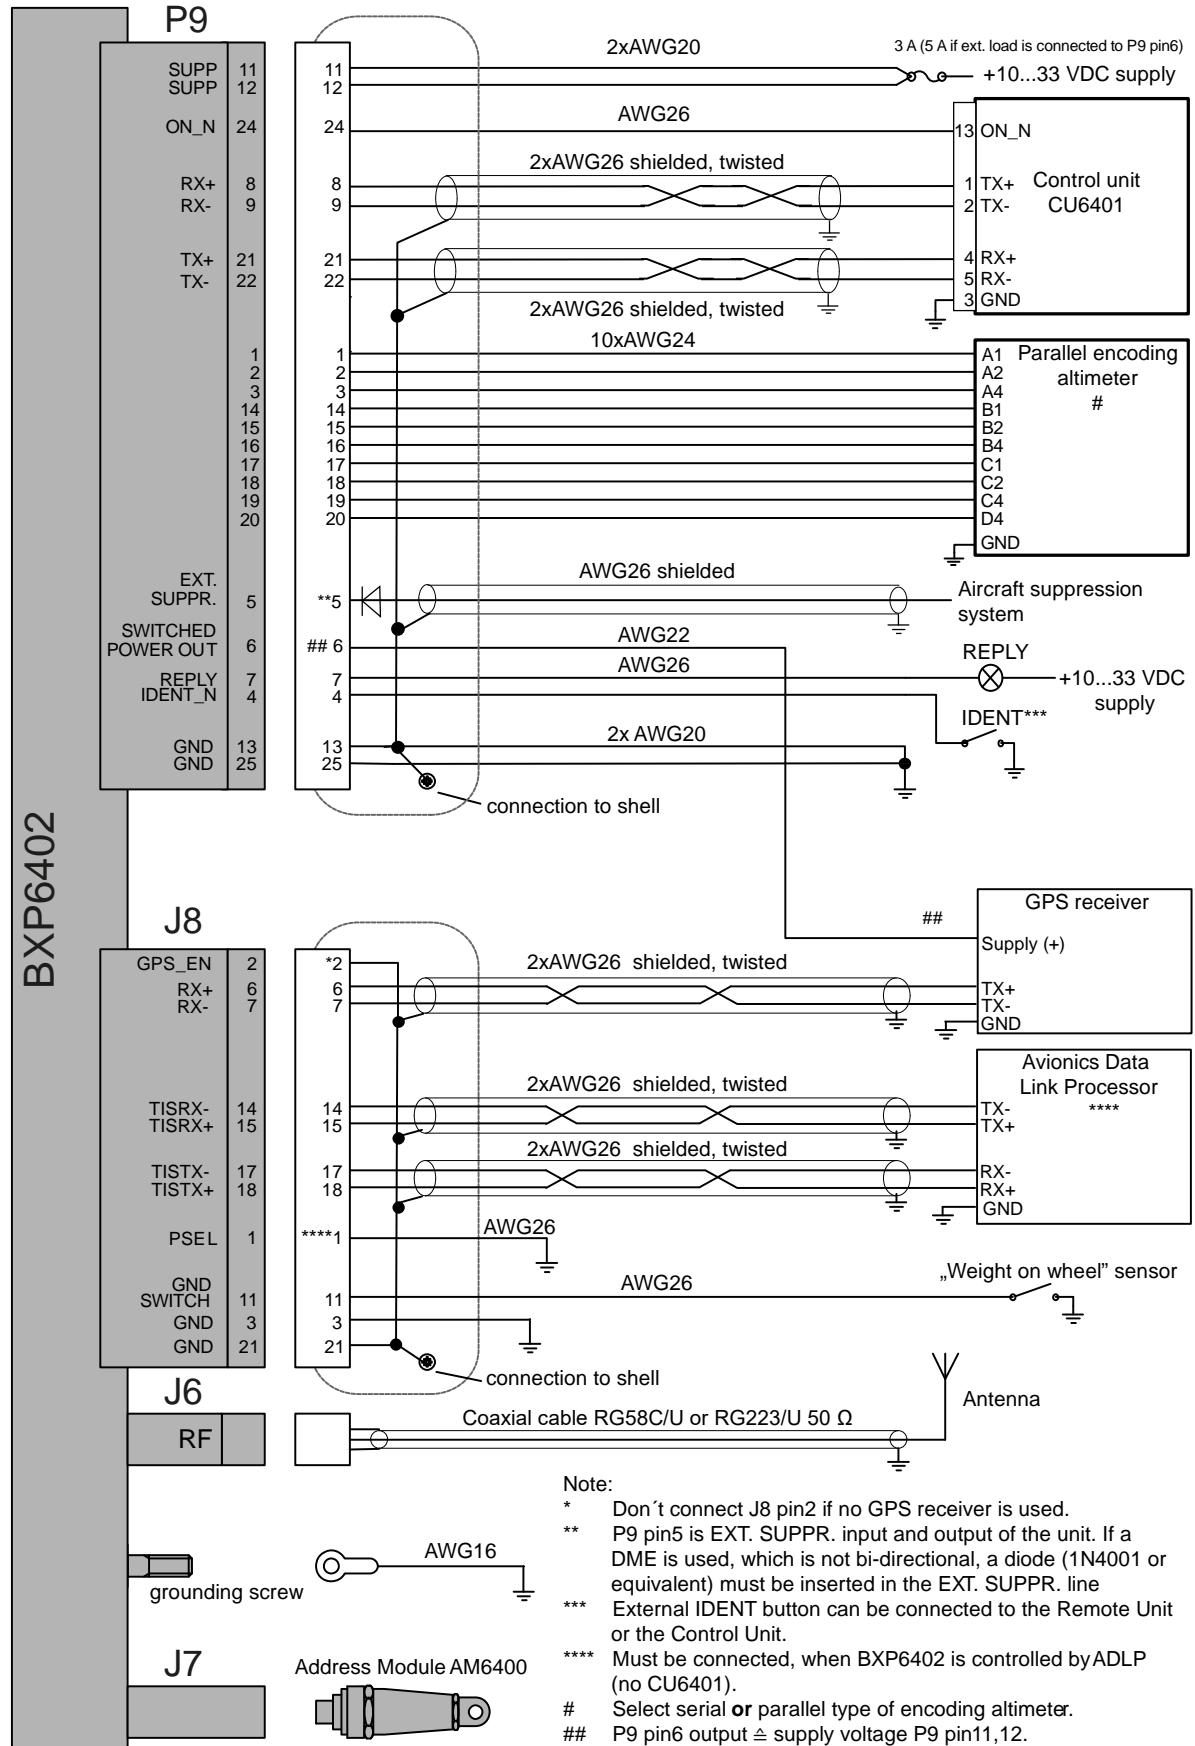 P9
2xAWG20
3 A (5 A if ext. load is connected to P9 pin6)
SUPP 11 11
SUPP 12 12
+10...33 VDC supply
AWG26
ON_N 24 24 13 ON_N
2xAWG26 shielded, twisted
RX+ 8 8 1 TX+ Control unit
RX- 9 9 2 TX- CU6401
TX+ 21 21 4 RX+
TX- 22 22 5 RX-
3 GND
2xAWG26 shielded, twisted
10xAWG24
1 1 A1 Parallel encoding
2 2 A2 altimeter
3 3 A4 #
14 14 B1
15 15 B2
16 16 B4
17 17 C1
18 18 C2
19 19 C4
20 20 D4
GND
AWG26 shielded
EXT.
SUPPR. 5 **5
Aircraft suppression
system
SWITCHED
POWER OUT 6 ## 6
AWG22
AWG26
REPLY
REPLY 7 7
+10...33 VDC
supply
IDENT_N 4 4
IDENT***
2x AWG20
GND 13 13
GND 25 25
connection to shell
BXP6402
J8
##
GPS receiver
Supply (+)
GPS_EN 2 *2
2xAWG26 shielded, twisted
RX+ 6 6 TX+
RX- 7 7 TX-
GND
Avionics Data
Link Processor
****
2xAWG26 shielded, twisted
TISRX- 14 14 TX-
TISRX+ 15 15 TX+
2xAWG26 shielded, twisted
TISTX- 17 17 RX-
TISTX+ 18 18 RX+
GND
PSEL 1 ****1
AWG26
„Weight on wheel” sensor
AWG26
GND
SWITCH 11 11
GND 3 3
GND 21 21
connection to shell
J6
Antenna
Coaxial cable RG58C/U or RG223/U 50 Ω
RF
grounding screw
AWG16
J7
Address Module AM6400
Note:
* Don´t connect J8 pin2 if no GPS receiver is used.
** P9 pin5 is EXT. SUPPR. input and output of the unit. If a
DME is used, which is not bi-directional, a diode (1N4001 or
equivalent) must be inserted in the EXT. SUPPR. line
*** External IDENT button can be connected to the Remote Unit
or the Control Unit.
**** Must be connected, when BXP6402 is controlled by ADLP
(no CU6401).
# Select serial or parallel type of encoding altimeter.
## P9 pin6 output ≙ supply voltage P9 pin11,12.